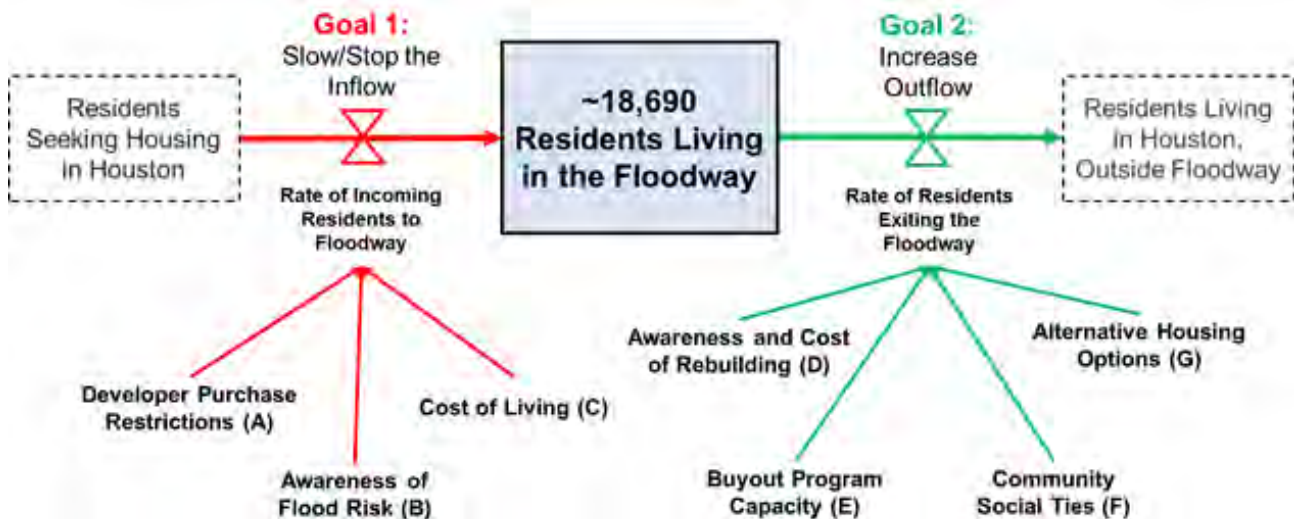 Goal 1:
Slow/Stop the
Inflow
Goal 2:
Increase
Outflow
Residents
Seeking Housing
in Houston
~18,690
Residents Living
in the Floodway
Residents Living
in Houston,
Outside Floodway
Rate of Incoming
Residents to
Floodway
Rate of Residents
Exiting the
Floodway
Developer Purchase
Restrictions (A)
Awareness of
Flood Risk (B)
Cost of Living (C)
Awareness and Cost
of Rebuilding (D)
Buyout Program
Capacity (E)
Community
Social Ties (F)
Alternative Housing
Options (G)